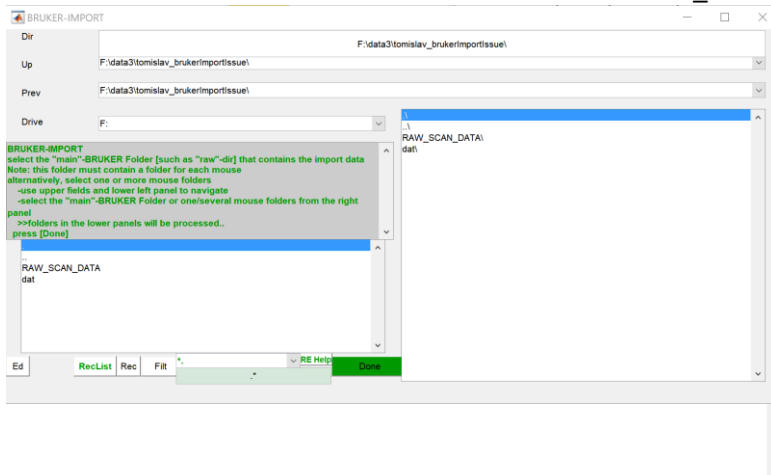 BRUKER-IMPORT
Dir
F:\data3\tomislav_brukerImportIssue\
Up
F:\data3\tomislav_brukerImportIssue\
Prev
F:\data3\tomislav_brukerImportIssue\
Drive
F:
.\
..\
RAW_SCAN_DATA\
dat\
BRUKER-IMPORT
select the "main"-BRUKER Folder [such as "raw"-dir] that contains the import data
Note: this folder must contain a folder for each mouse
alternatively, select one or more mouse folders
-use upper fields and lower left panel to navigate
-select the "main"-BRUKER Folder or one/several mouse folders from the right
panel
>>folders in the lower panels will be processed..
press [Done]
.
..
RAW_SCAN_DATA
dat
Ed
RecList
Rec
Filt
*.
RE Help
Done
.*